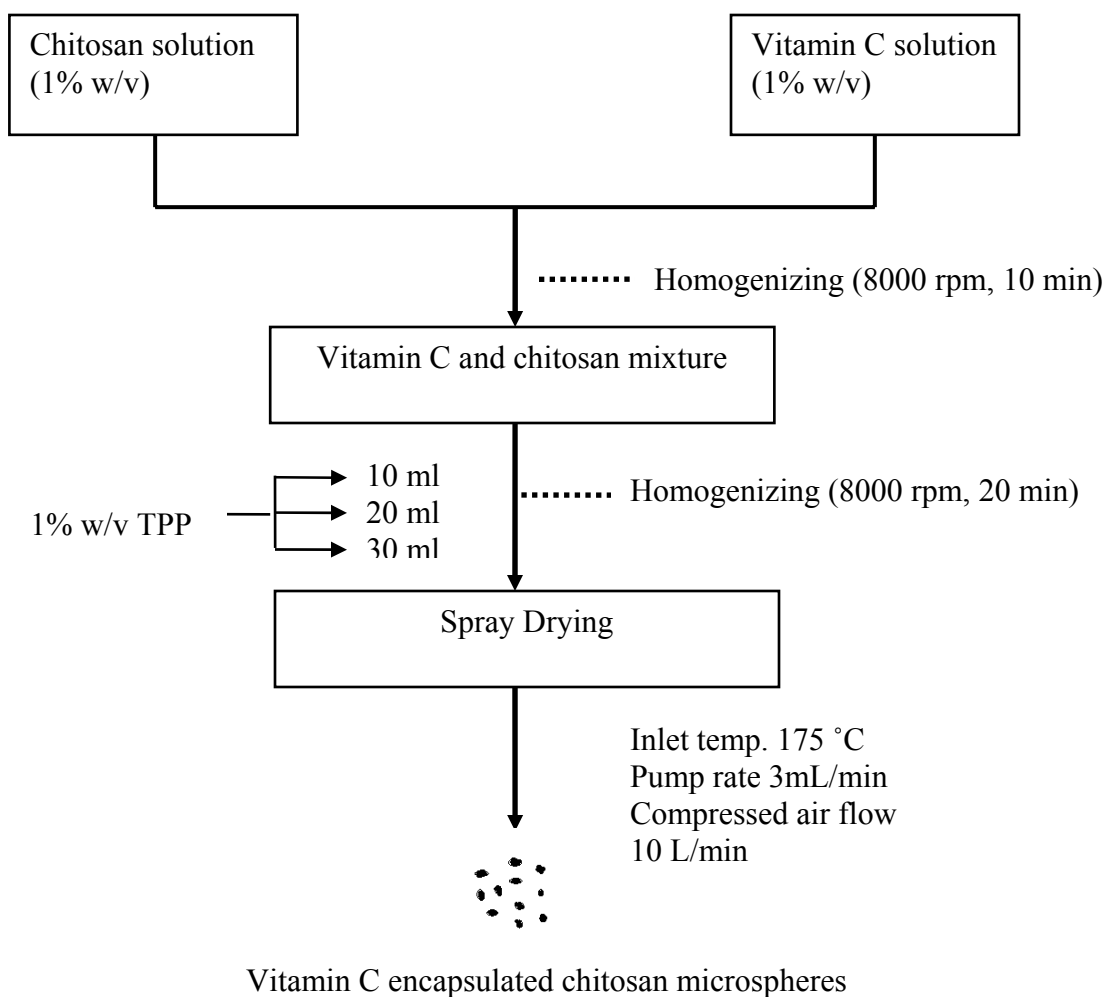 Chitosan solution
(1% w/v)
Vitamin C solution
(1% w/v)
Homogenizing (8000 rpm, 10 min)
Vitamin C and chitosan mixture
1% w/v TPP
10 ml
20 ml
30 ml
Homogenizing (8000 rpm, 20 min)
Spray Drying
Inlet temp. 175 ˚C
Pump rate 3mL/min
Compressed air flow
10 L/min
Vitamin C encapsulated chitosan microspheres